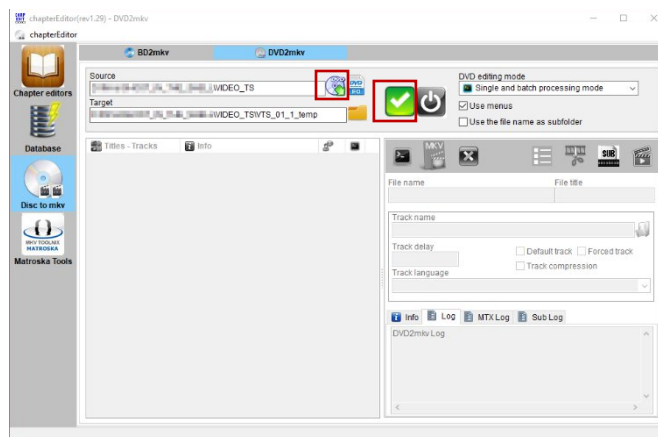 chapterEditor(rev1.29) - DVD2mkv
chapterEditor
BD2mkv
DVD2mkv
Source
VIDEO_TS
Target
VIDEO_TS\VTS_01_1_temp
DVD editing mode
Single and batch processing mode
Use menus
Use the file name as subfolder
Chapter editors
Database
Disc to mkv
MKV TOOLNIX
MATROSKA
Matroska Tools
Titles - Tracks
Info
MKV
SUB
File name
File title
Track name
Track delay
Default track
Forced track
Track compression
Track language
Info
Log
MTX Log
Sub Log
DVD2mkv Log